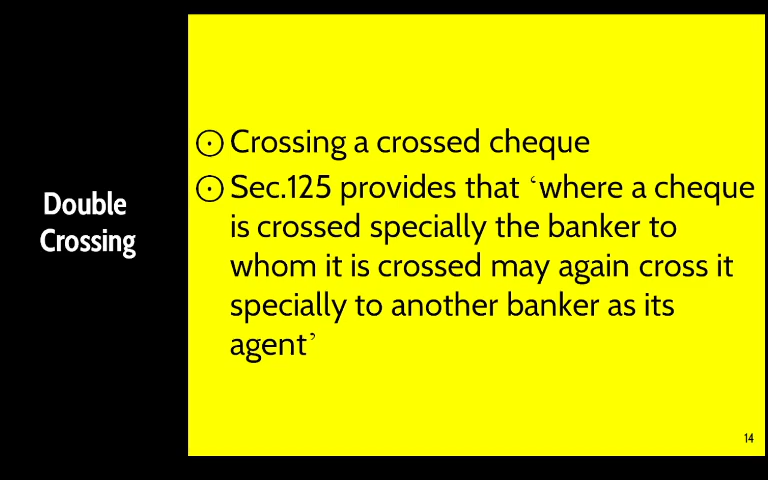 Double
Crossing
⊙ Crossing a crossed cheque
⊙ Sec.125 provides that ‘where a cheque
is crossed specially the banker to
whom it is crossed may again cross it
specially to another banker as its
agent’
14